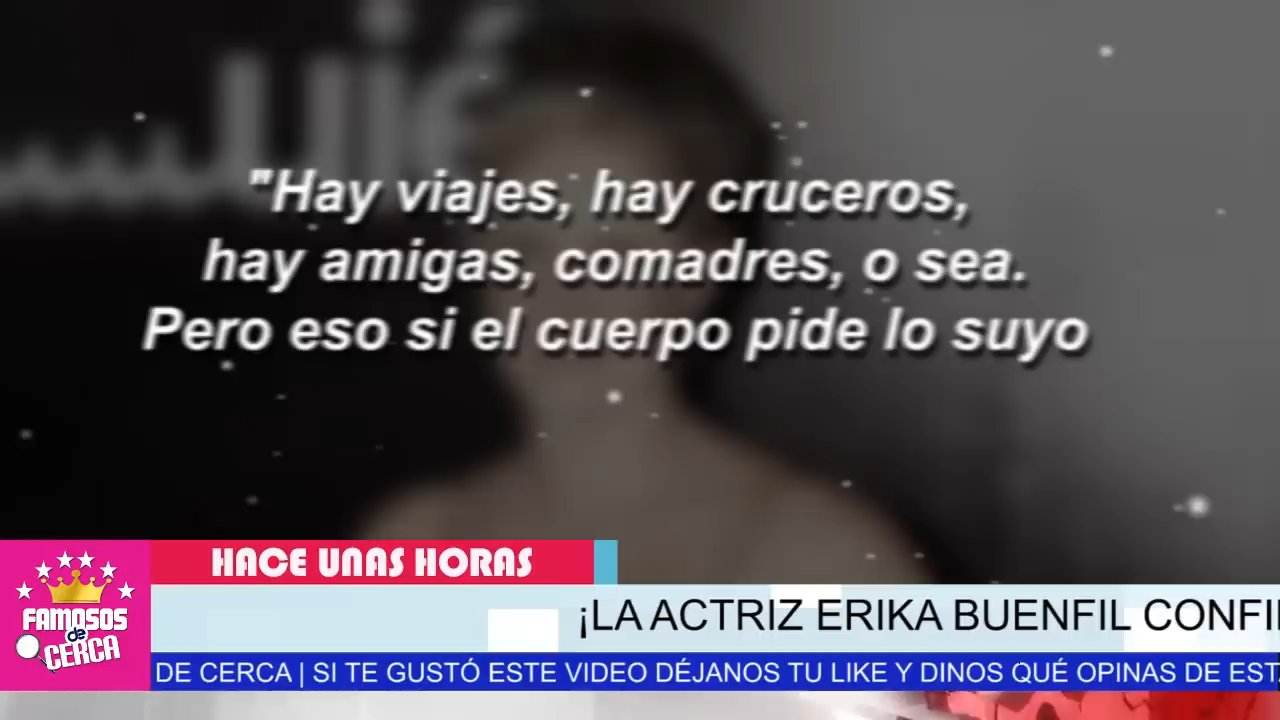 "Hay viajes, hay cruceros,
hay amigas, comadres, o sea.
Pero eso si el cuerpo pide lo suyo
HACE UNAS HORAS
FAMOSOS
de
CERCA
¡LA ACTRIZ ERIKA BUENFIL CONFI
DE CERCA | SI TE GUSTÓ ESTE VIDEO DÉJANOS TU LIKE Y DINOS QUÉ OPINAS DE EST